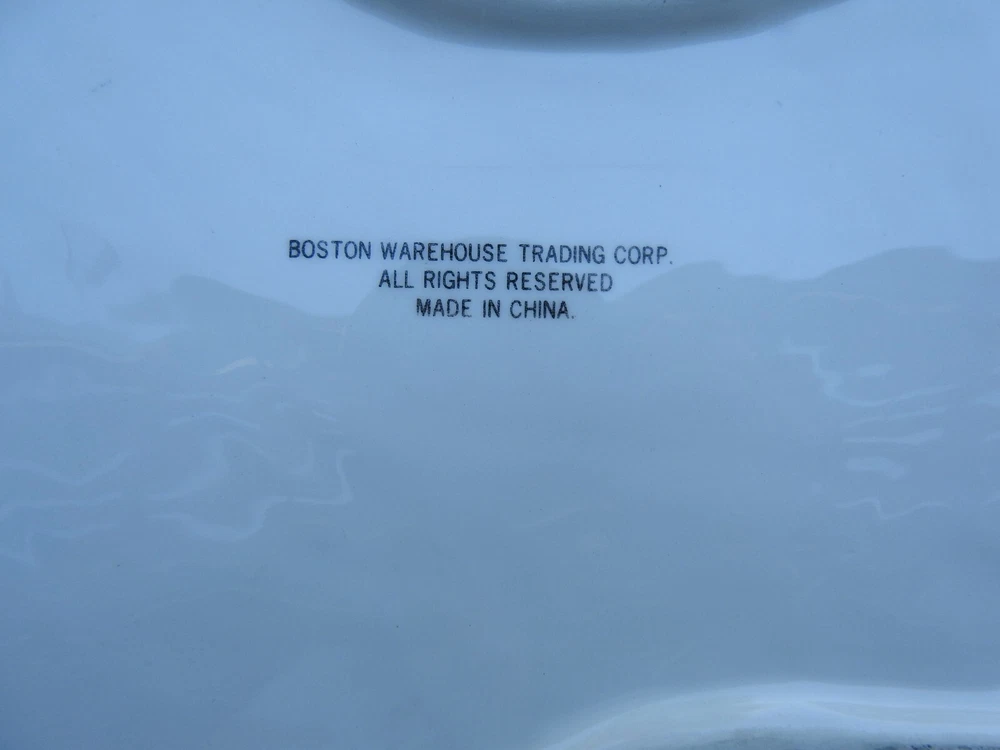 BOSTON WAREHOUSE TRADING CORP.
ALL RIGHTS RESERVED
MADE IN CHINA.